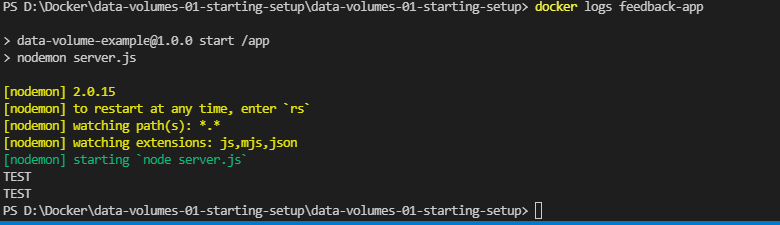 PS D:\Docker\data-volumes-01-starting-setup\data-volumes-01-starting-setup> docker logs feedback-app
> data-volume-example@1.0.0 start /app
> nodemon server.js
[nodemon] 2.0.15
[nodemon] to restart at any time, enter `rs`
[nodemon] watching path(s): *.*
[nodemon] watching extensions: js,mjs,json
[nodemon] starting `node server.js`
TEST
TEST
PS D:\Docker\data-volumes-01-starting-setup\data-volumes-01-starting-setup>